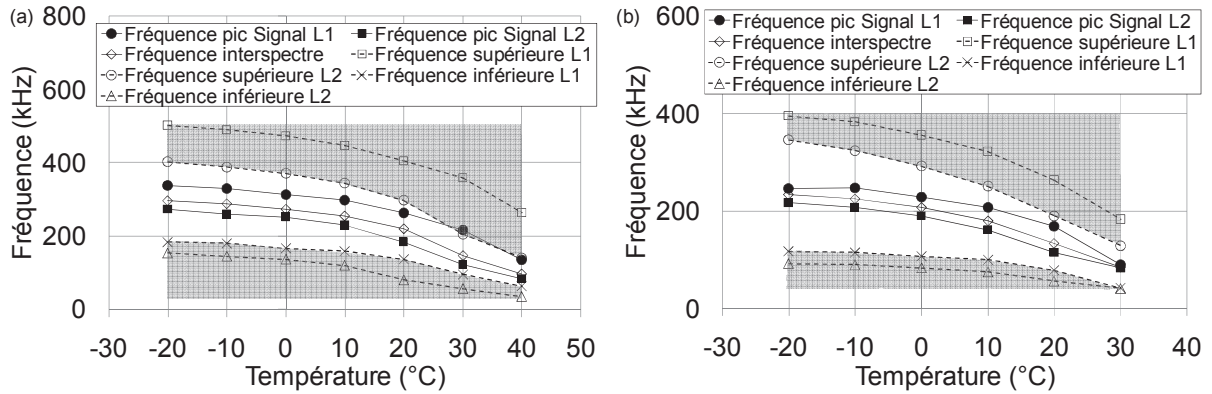 (a)
Fréquence pic Signal L1 Fréquence pic Signal L2
Fréquence interspectre Fréquence supérieure L1
Fréquence supérieure L2 Fréquence inférieure L1
Fréquence inférieure L2
Fréquence (kHz)
800
600
400
200
0
-30 -20 -10 0 10 20 30 40 50
Température (°C)
(b)
Fréquence pic Signal L1 Fréquence pic Signal L2
Fréquence interspectre Fréquence supérieure L1
Fréquence supérieure L2 Fréquence inférieure L1
Fréquence inférieure L2
Fréquence (kHz)
600
400
200
0
-30 -20 -10 0 10 20 30 40
Température (°C)